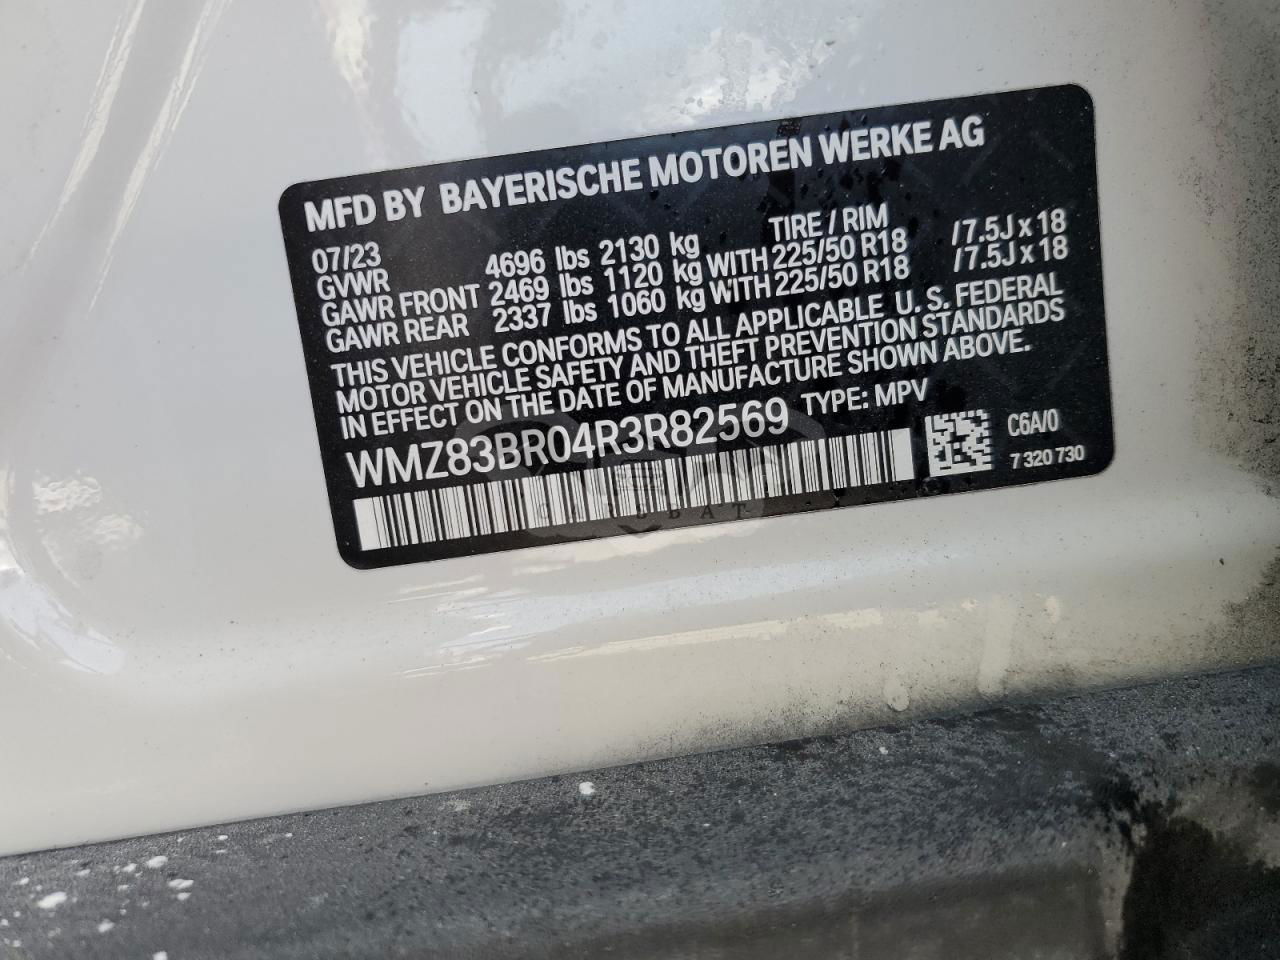 MFD BY BAYERISCHE MOTOREN WERKE AG
07/23 TIRE / RIM
GVWR 4696 lbs 2130 kg
GAWR FRONT 2469 lbs 1120 kg WITH 225/50 R18 /7.5J x 18
GAWR REAR 2337 lbs 1060 kg WITH 225/50 R18 /7.5J x 18
THIS VEHICLE CONFORMS TO ALL APPLICABLE U. S. FEDERAL
MOTOR VEHICLE SAFETY AND THEFT PREVENTION STANDARDS
IN EFFECT ON THE DATE OF MANUFACTURE SHOWN ABOVE.
WMZ83BR04R3R82569 TYPE: MPV
C6A/0
7 320 730
CARSBAT